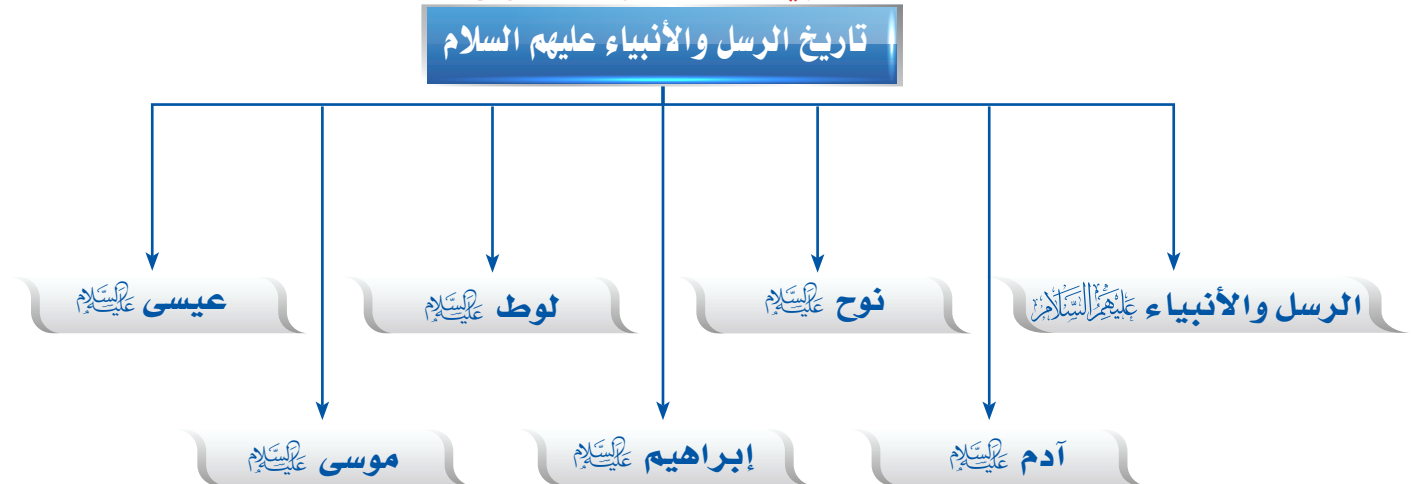 تاريخ الرسل والأنبياء عليهم السلام
الرسل والأنبياء عليهم السلام
نوح عليه السلام
لوط عليه السلام
عيسى عليه السلام
آدم عليه السلام
إبراهيم عليه السلام
موسى عليه السلام